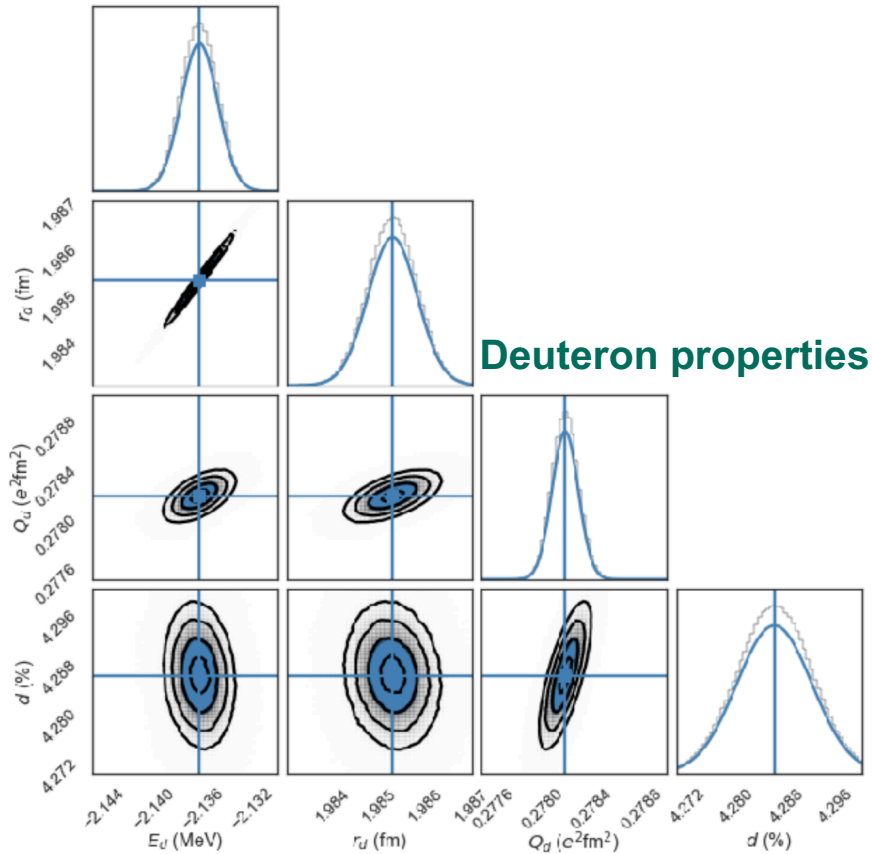 1.987
1.986
1.985
1.984
r_d (fm)
Deuteron properties
0.2788
0.2784
0.2780
0.2776
Q_d (e²fm²)
4.296
4.288
4.280
4.272
d (%)
-2.144 -2.140 -2.136 -2.132
E_d (MeV)
1.984 1.985 1.986 1.987
r_d (fm)
0.2776 0.2780 0.2784 0.2788
Q_d (e²fm²)
4.272 4.280 4.288 4.296
d (%)